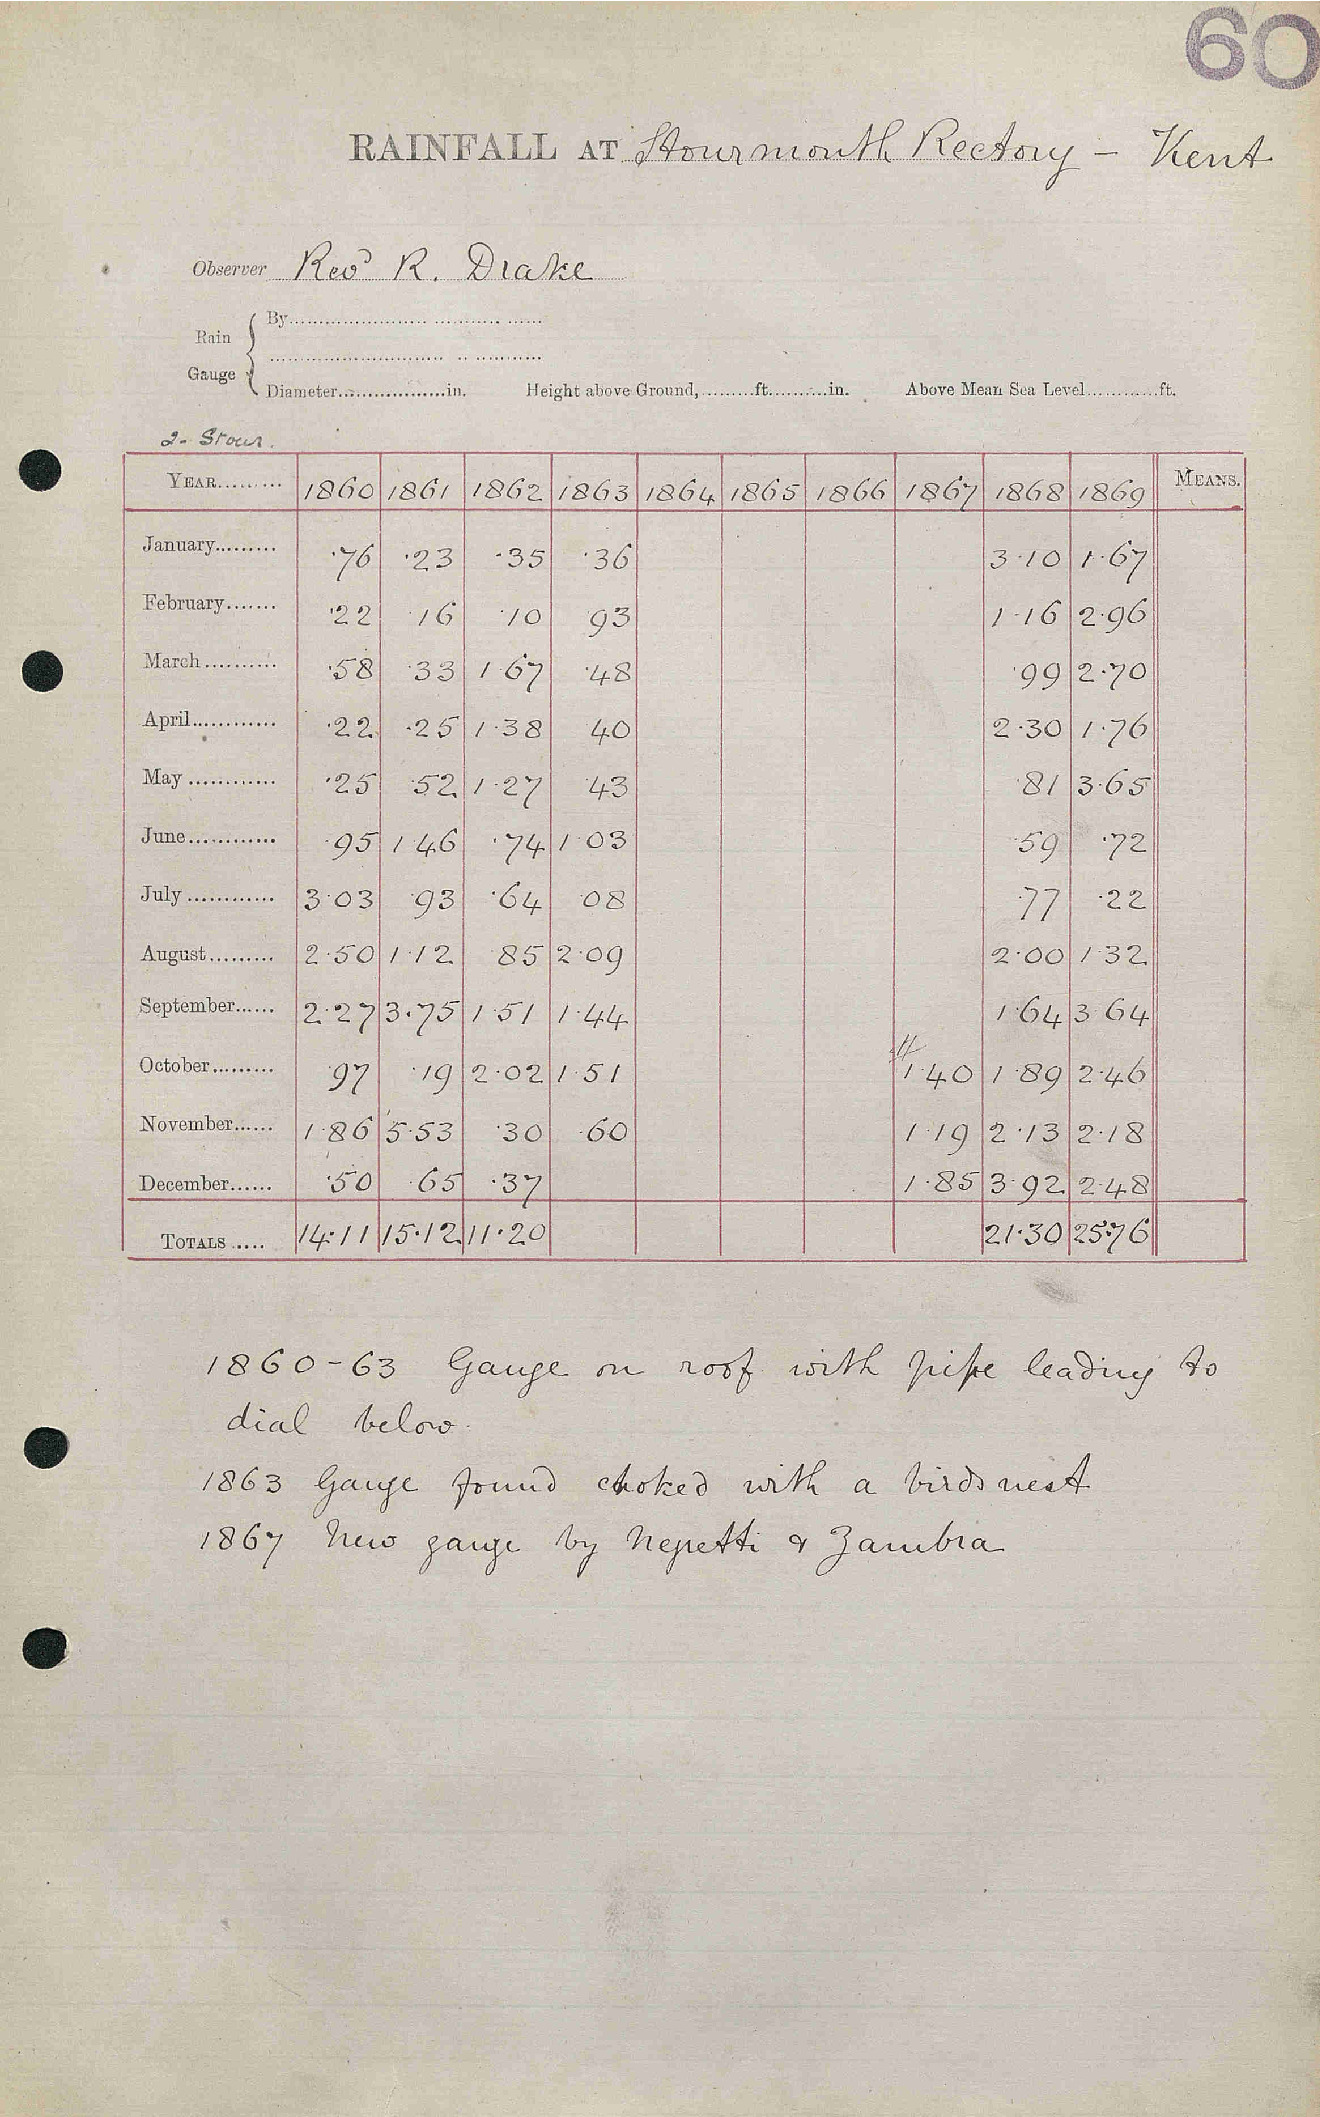 60
RAINFALL AT Stourmouth Rectory – Kent
Observer Revd R. Drake
Rain Gauge { By
Diameter in. Height above Ground, ft. in. Above Mean Sea Level ft.
2- Stour.
YEAR 1860 1861 1862 1863 1864 1865 1866 1867 1868 1869 MEANS.
January ·76 ·23 ·35 ·36 3·10 1·67
February ·22 ·16 ·10 93 1·16 2·96
March ·58 ·33 1·67 ·48 ·99 2·70
April ·22 ·25 1·38 40 2·30 1·76
May ·25 52 1·27 ·43 ·81 3·65
June ·95 1 46 ·74 1·03 ·59 ·72
July 3·03 ·93 ·64 08 ·77 ·22
August 2·50 1·12 85 2·09 2·00 1·32
September 2·27 3·75 1·51 1·44 1·64 3 64
October 97 ·19 2·02 1·51 1·40 1·89 2·46
November 1·86 5·53 ·30 ·60 1·19 2·13 2·18
December ·50 ·65 ·37 1·85 3·92 2·48
TOTALS 14·11 15·12 11·20 21·30 25·76
1860-63 Gauge on roof with pipe leading to
dial below.
1863 Gauge found choked with a birds nest
1867 New gauge by Negretti & Zambra